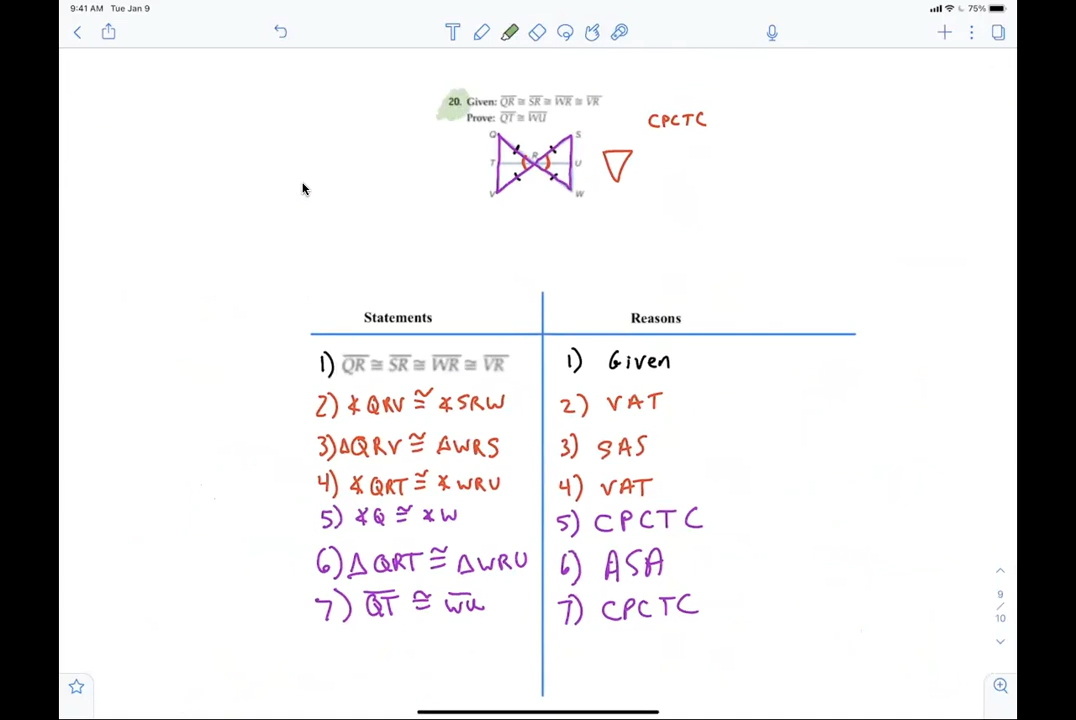 9:41 AM Tue Jan 9
75%
20. Given: QR ≅ SR ≅ WR ≅ VR
Prove: QT ≅ WU
CPCTC
Q S
R
T U
V W
Statements Reasons
1) QR ≅ SR ≅ WR ≅ VR 1) Given
2) ∡QRV ≅ ∡SRW 2) VAT
3) ΔQRV ≅ ΔWRS 3) SAS
4) ∡QRT ≅ ∡WRU 4) VAT
5) ∡Q ≅ ∡W 5) CPCTC
6) Δ QRT ≅ ΔWRU 6) ASA
7) QT ≅ WU 7) CPCTC
9
/
10